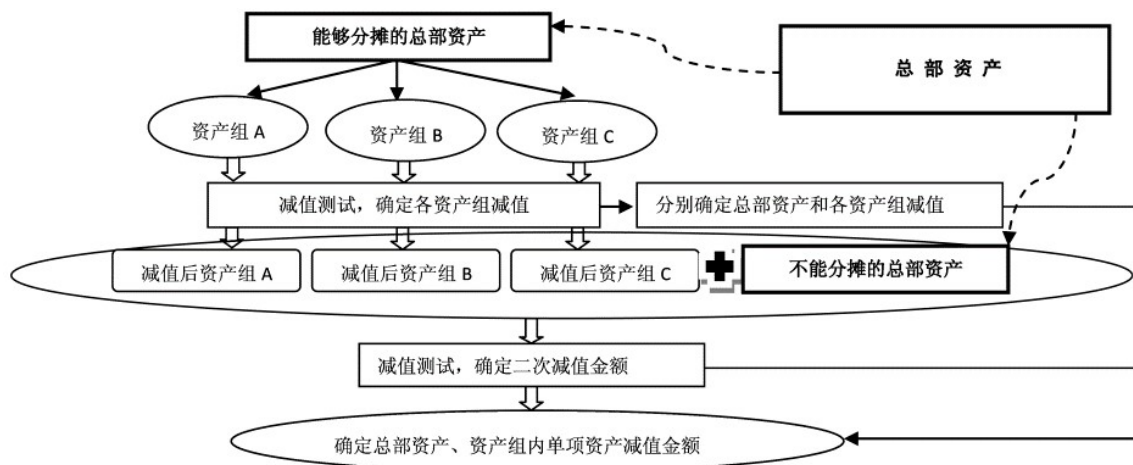 能够分摊的总部资产
总 部 资 产
资产组 A
资产组 B
资产组 C
减值测试，确定各资产组减值
分别确定总部资产和各资产组减值
减值后资产组 A
减值后资产组 B
减值后资产组 C
不能分摊的总部资产
减值测试，确定二次减值金额
确定总部资产、资产组内单项资产减值金额